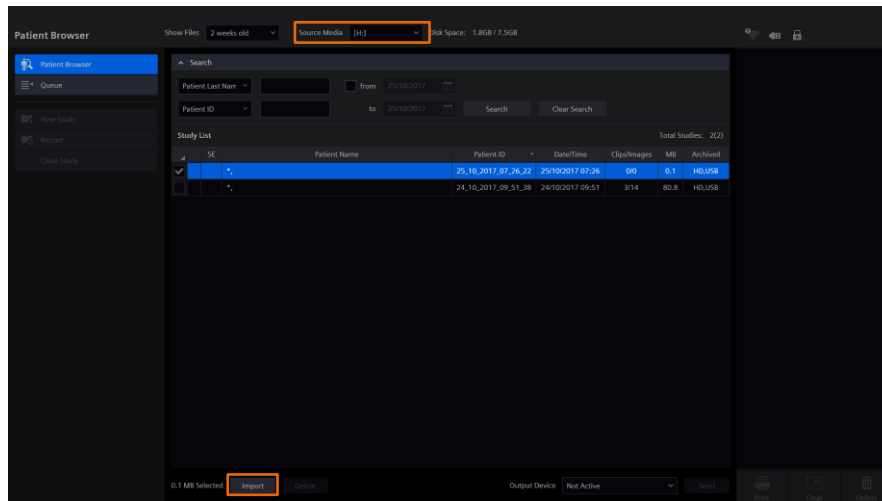 Patient Browser
Show Files 2 weeks old Source Media [H:] Disk Space: 1.8GB / 7.5GB
Patient Browser
Queue
New Study
Restart
Close Study
Search
Patient Last Nam from 25/10/2017
Patient ID to 25/10/2017 Search Clear Search
Study List Total Studies: 2(2)
SE Patient Name Patient ID Date/Time Clips/Images MB Archived
*, 25_10_2017_07_26_22 25/10/2017 07:26 0/0 0.1 HD,USB
*, 24_10_2017_09_51_38 24/10/2017 09:51 3/14 80.8 HD,USB
0.1 MB Selected Import Delete Output Device Not Active Send
Print Clear Delete